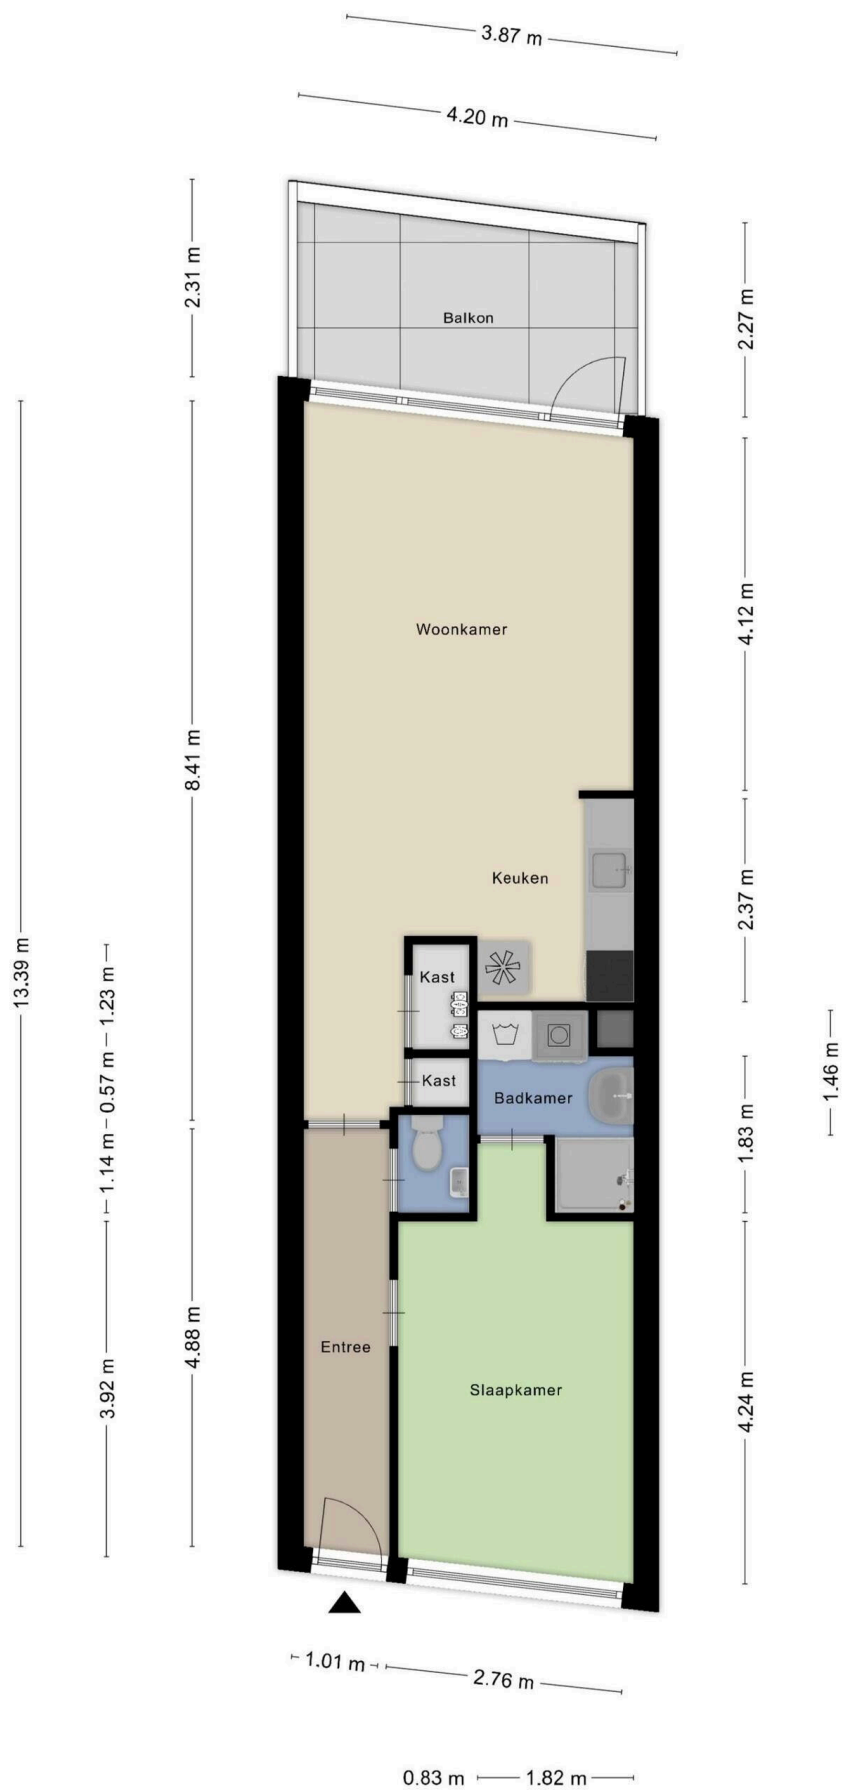 3.87 m
4.20 m
2.31 m
2.27 m
Balkon
Woonkamer
4.12 m
8.41 m
Keuken
2.37 m
13.39 m
1.14 m
0.57 m
1.23 m
Kast
Kast
Badkamer
1.46 m
1.83 m
Entree
4.88 m
3.92 m
Slaapkamer
4.24 m
1.01 m
2.76 m
0.83 m
1.82 m